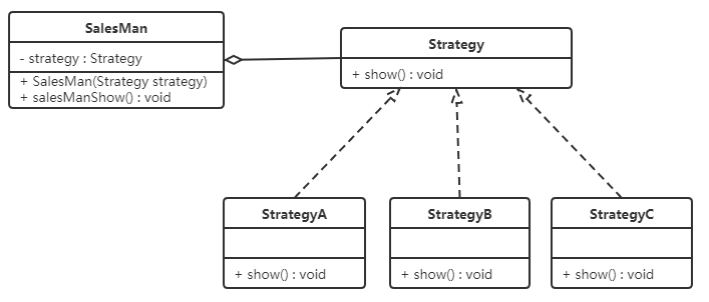 SalesMan
- strategy : Strategy
+ SalesMan(Strategy strategy)
+ salesManShow() : void
Strategy
+ show() : void
StrategyA
+ show() : void
StrategyB
+ show() : void
StrategyC
+ show() : void